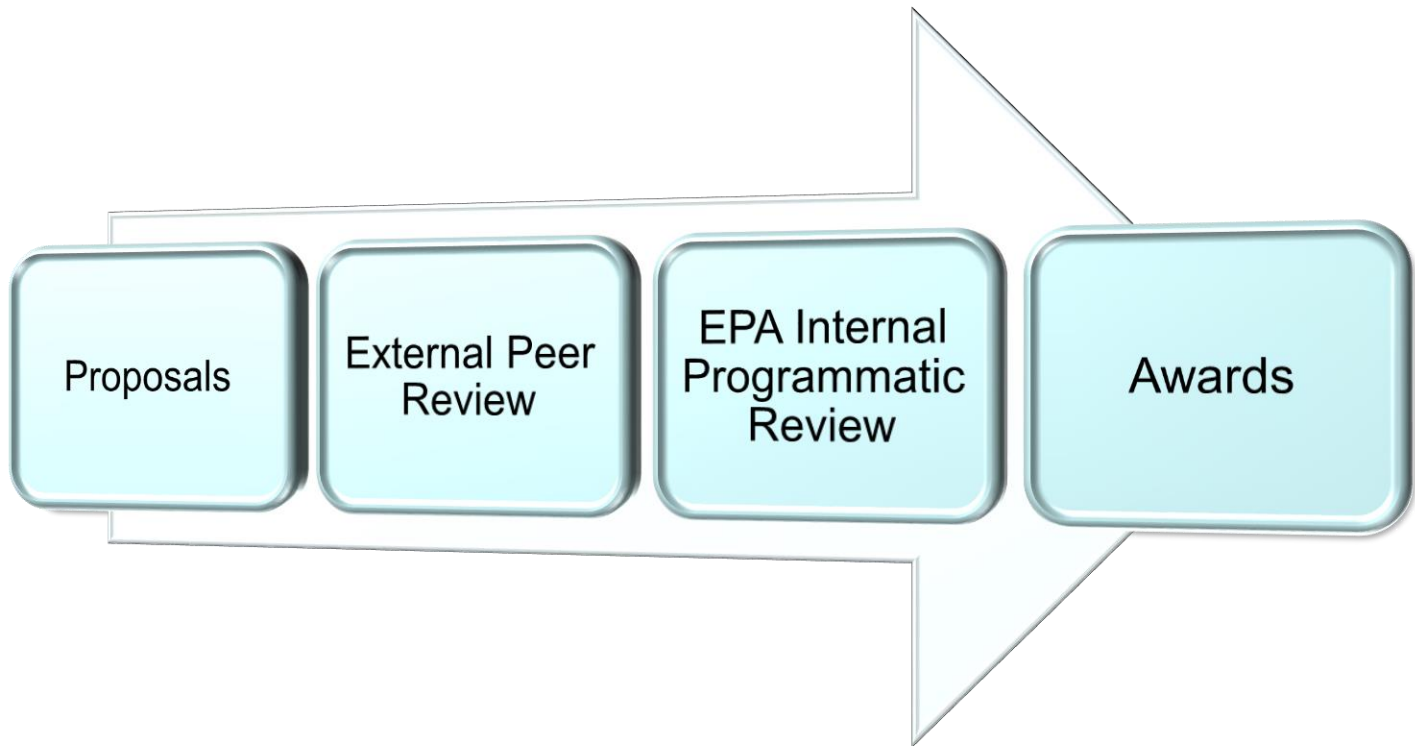 Proposals
External Peer
Review
EPA Internal
Programmatic
Review
Awards